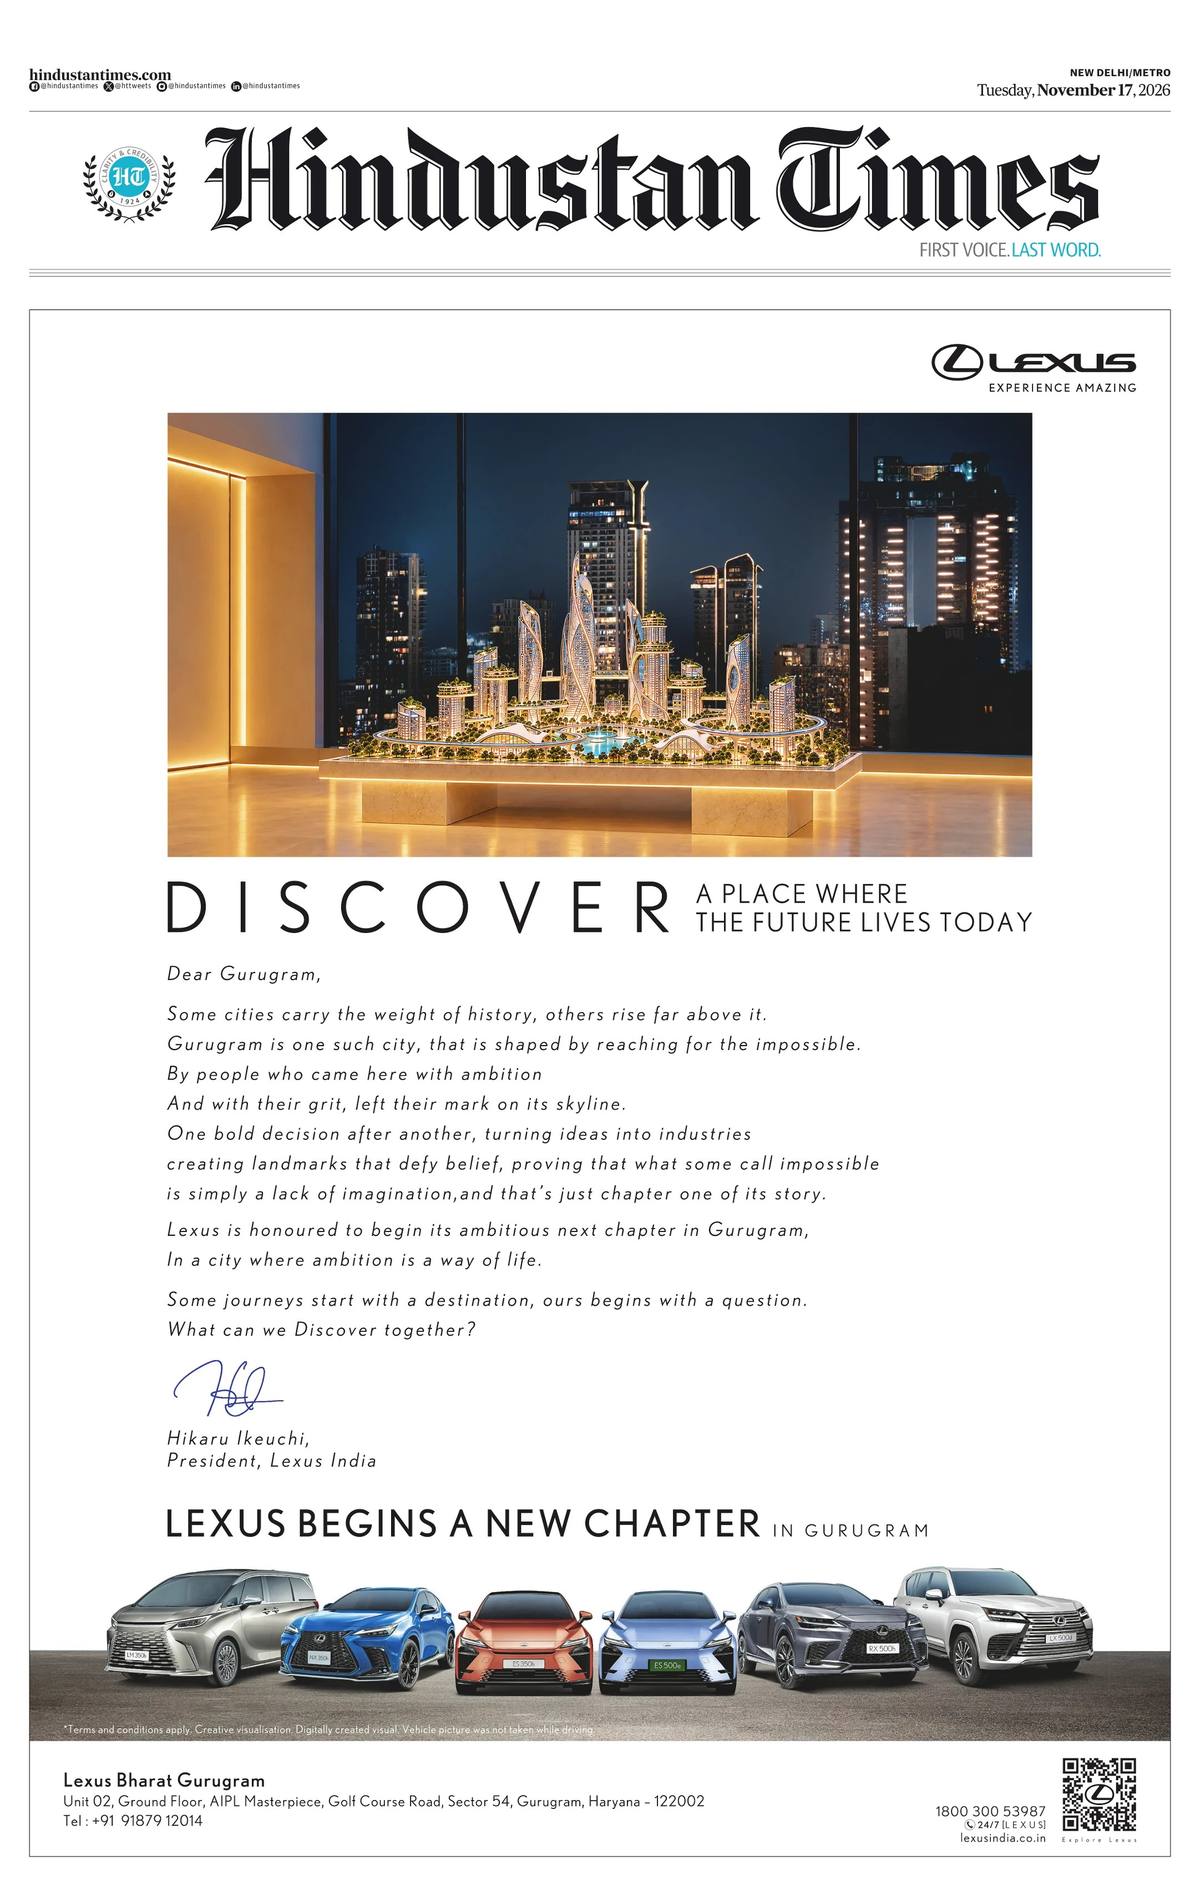 hindustantimes.com
@hindustantimes @httweets @hindustantimes @hindustantimes
NEW DELHI/METRO
Tuesday, November 17, 2026
CLARITY & CREDIBILITY
HT
1924
Hindustan Times
FIRST VOICE. LAST WORD.
LEXUS
EXPERIENCE AMAZING
DISCOVER A PLACE WHERE
THE FUTURE LIVES TODAY
Dear Gurugram,
Some cities carry the weight of history, others rise far above it.
Gurugram is one such city, that is shaped by reaching for the impossible.
By people who came here with ambition
And with their grit, left their mark on its skyline.
One bold decision after another, turning ideas into industries
creating landmarks that defy belief, proving that what some call impossible
is simply a lack of imagination,and that's just chapter one of its story.
Lexus is honoured to begin its ambitious next chapter in Gurugram,
In a city where ambition is a way of life.
Some journeys start with a destination, ours begins with a question.
What can we Discover together?
Hikaru Ikeuchi,
President, Lexus India
LEXUS BEGINS A NEW CHAPTER IN GURUGRAM
LM 350h
NX 350h
ES 350h
ES 500e
RX 500h
LX 500d
*Terms and conditions apply. Creative visualisation. Digitally created visual. Vehicle picture was not taken while driving.
Lexus Bharat Gurugram
Unit 02, Ground Floor, AIPL Masterpiece, Golf Course Road, Sector 54, Gurugram, Haryana – 122002
Tel : +91 91879 12014
1800 300 53987
24/7 [LEXUS]
lexusindia.co.in
Explore Lexus